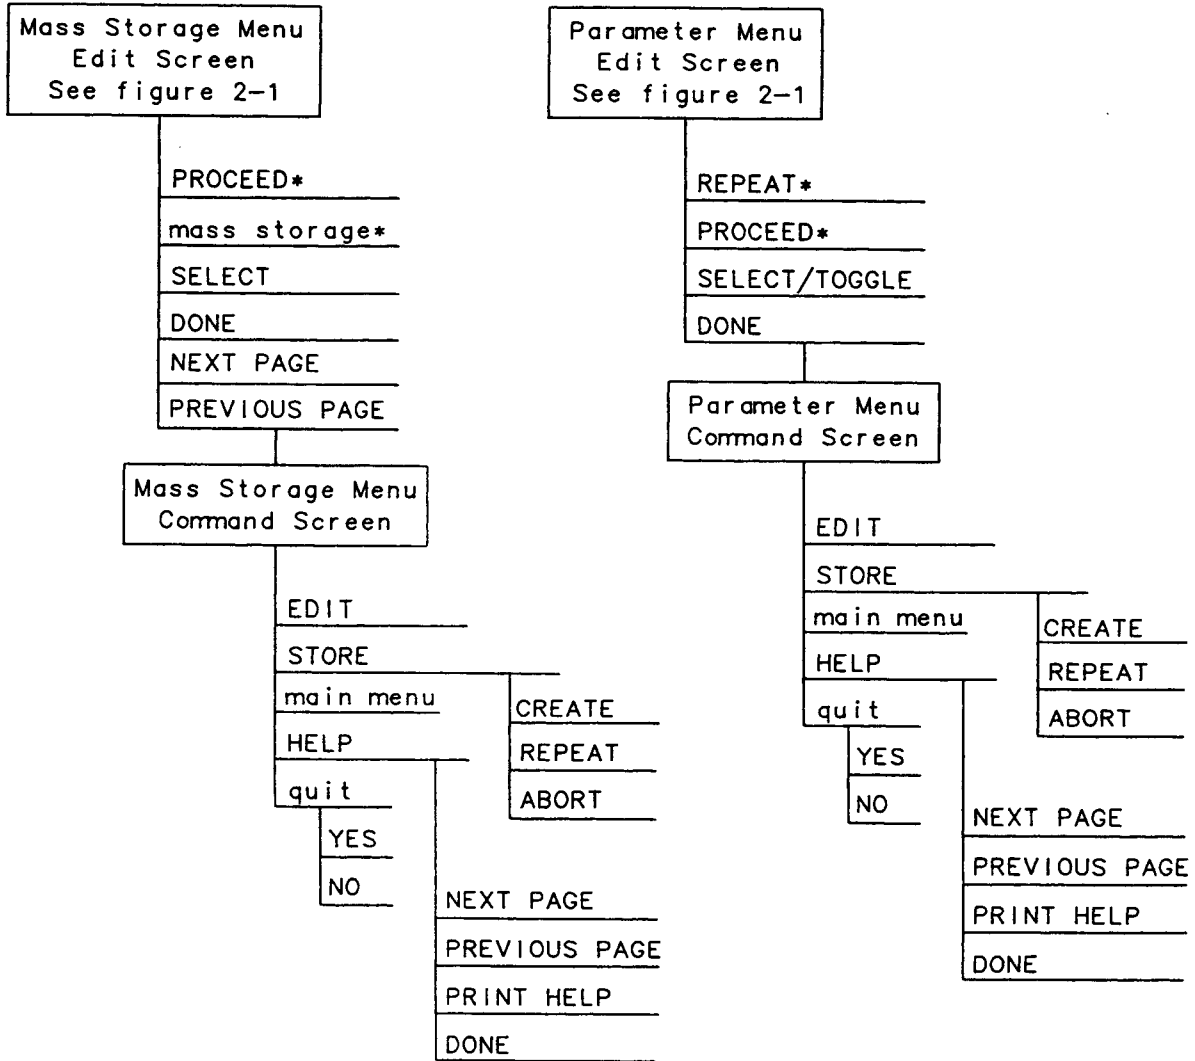 Mass Storage Menu
Edit Screen
See figure 2-1
PROCEED*
mass storage*
SELECT
DONE
NEXT PAGE
PREVIOUS PAGE
Mass Storage Menu
Command Screen
EDIT
STORE
main menu
HELP
quit
YES
NO
CREATE
REPEAT
ABORT
NEXT PAGE
PREVIOUS PAGE
PRINT HELP
DONE
Parameter Menu
Edit Screen
See figure 2-1
REPEAT*
PROCEED*
SELECT/TOGGLE
DONE
Parameter Menu
Command Screen
EDIT
STORE
main menu
HELP
quit
YES
NO
CREATE
REPEAT
ABORT
NEXT PAGE
PREVIOUS PAGE
PRINT HELP
DONE